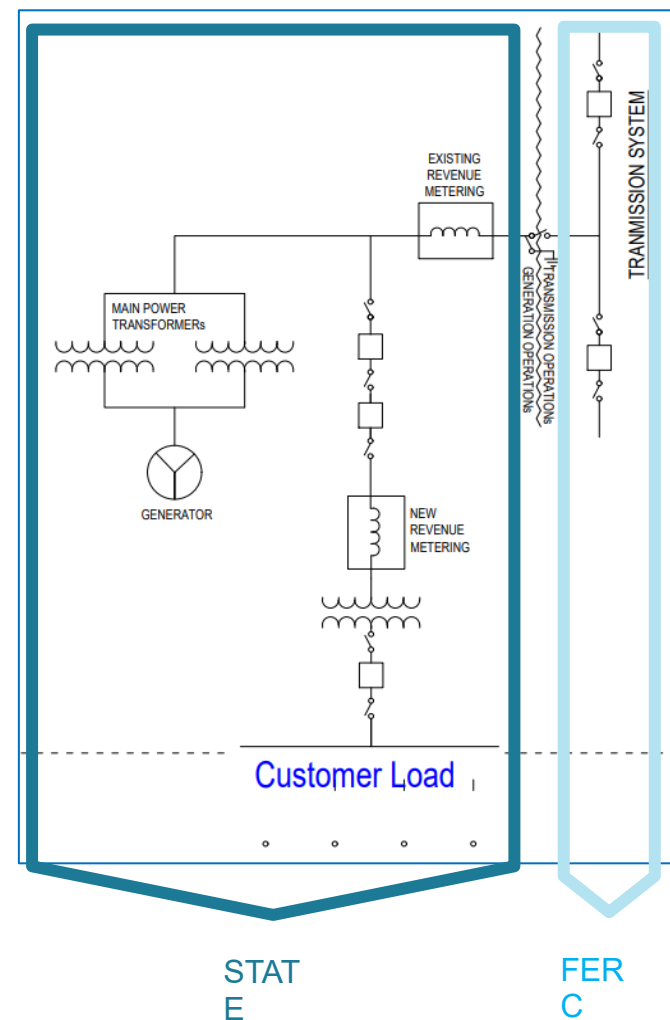 EXISTING
REVENUE
METERING
TRANMISSION SYSTEM
TRANSMISSION OPERATIONs
GENERATION OPERATIONs
MAIN POWER
TRANSFORMERs
GENERATOR
NEW
REVENUE
METERING
Customer Load
STAT
E
FER
C